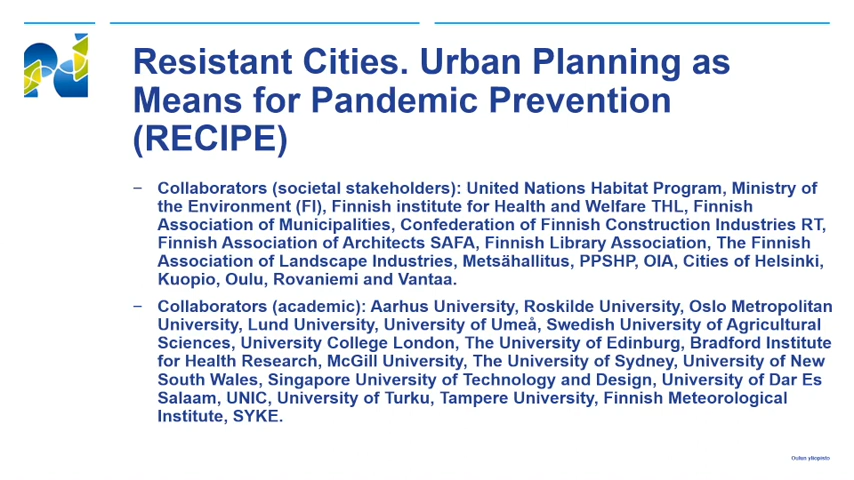 Resistant Cities. Urban Planning as
Means for Pandemic Prevention
(RECIPE)
– Collaborators (societal stakeholders): United Nations Habitat Program, Ministry of
the Environment (FI), Finnish institute for Health and Welfare THL, Finnish
Association of Municipalities, Confederation of Finnish Construction Industries RT,
Finnish Association of Architects SAFA, Finnish Library Association, The Finnish
Association of Landscape Industries, Metsähallitus, PPSHP, OIA, Cities of Helsinki,
Kuopio, Oulu, Rovaniemi and Vantaa.
– Collaborators (academic): Aarhus University, Roskilde University, Oslo Metropolitan
University, Lund University, University of Umeå, Swedish University of Agricultural
Sciences, University College London, The University of Edinburg, Bradford Institute
for Health Research, McGill University, The University of Sydney, University of New
South Wales, Singapore University of Technology and Design, University of Dar Es
Salaam, UNIC, University of Turku, Tampere University, Finnish Meteorological
Institute, SYKE.
Oulun yliopisto